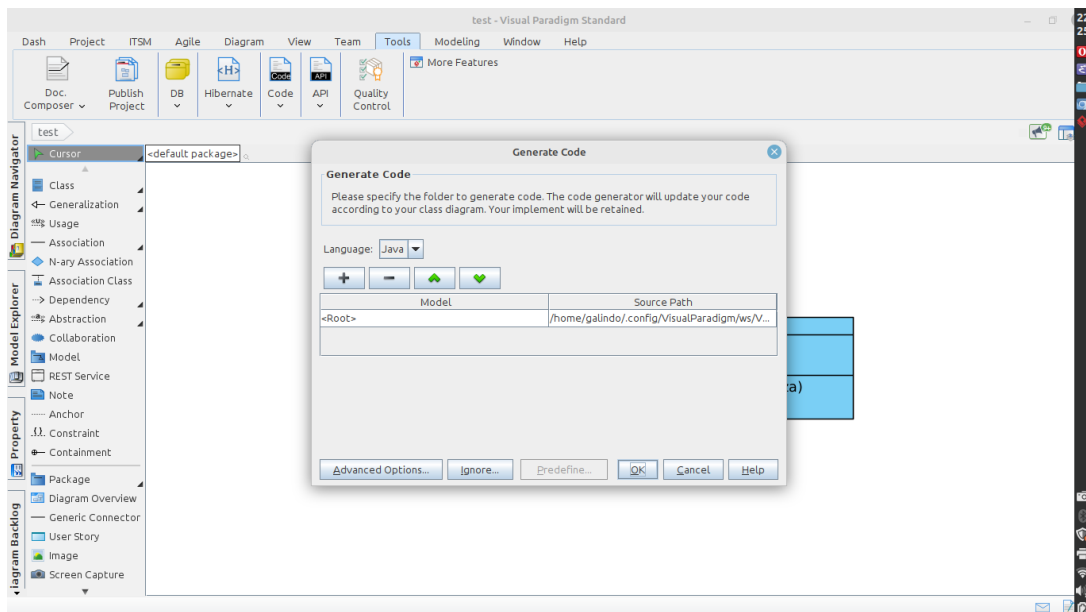 test - Visual Paradigm Standard
Dash Project ITSM Agile Diagram View Team Tools Modeling Window Help
Doc. Composer
Publish Project
DB
<H>
Hibernate
Code
Code
API
API
Quality Control
More Features
test
Diagram Navigator
Model Explorer
Property
Cursor
<default package>
Class
Generalization
Usage
Association
N-ary Association
Association Class
Dependency
Abstraction
Collaboration
Model
REST Service
Note
Anchor
Constraint
Containment
Package
Diagram Overview
Generic Connector
User Story
Image
Screen Capture
Generate Code
Generate Code
Please specify the folder to generate code. The code generator will update your code
according to your class diagram. Your implement will be retained.
Language: Java
Model Source Path
<Root> /home/galindo/.config/VisualParadigm/ws/V...
Advanced Options... Ignore... Predefine... OK Cancel Help